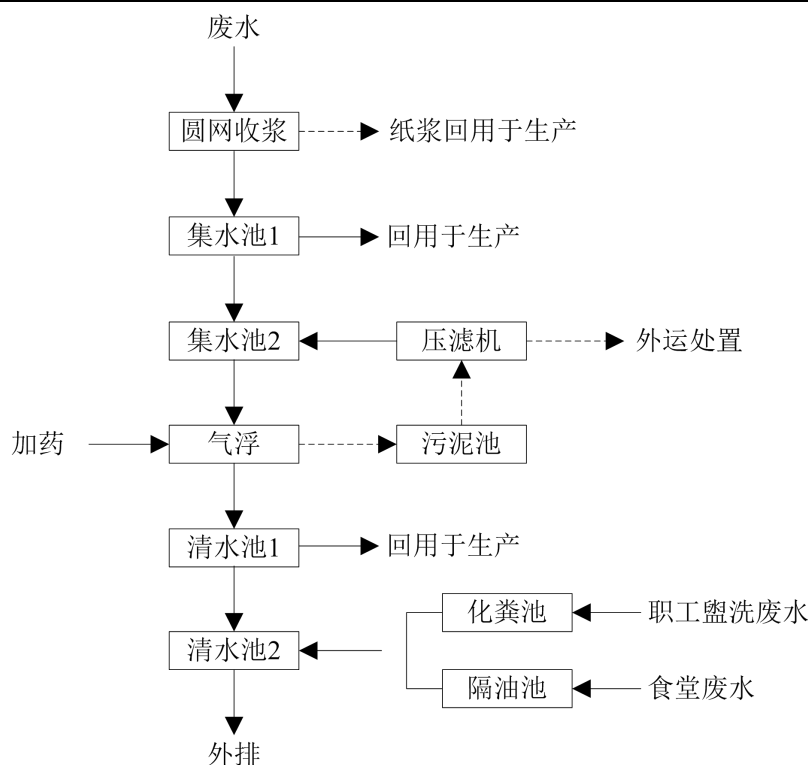 废水
圆网收浆
纸浆回用于生产
集水池1
回用于生产
集水池2
压滤机
外运处置
加药
气浮
污泥池
清水池1
回用于生产
化粪池
职工盥洗废水
清水池2
隔油池
食堂废水
外排